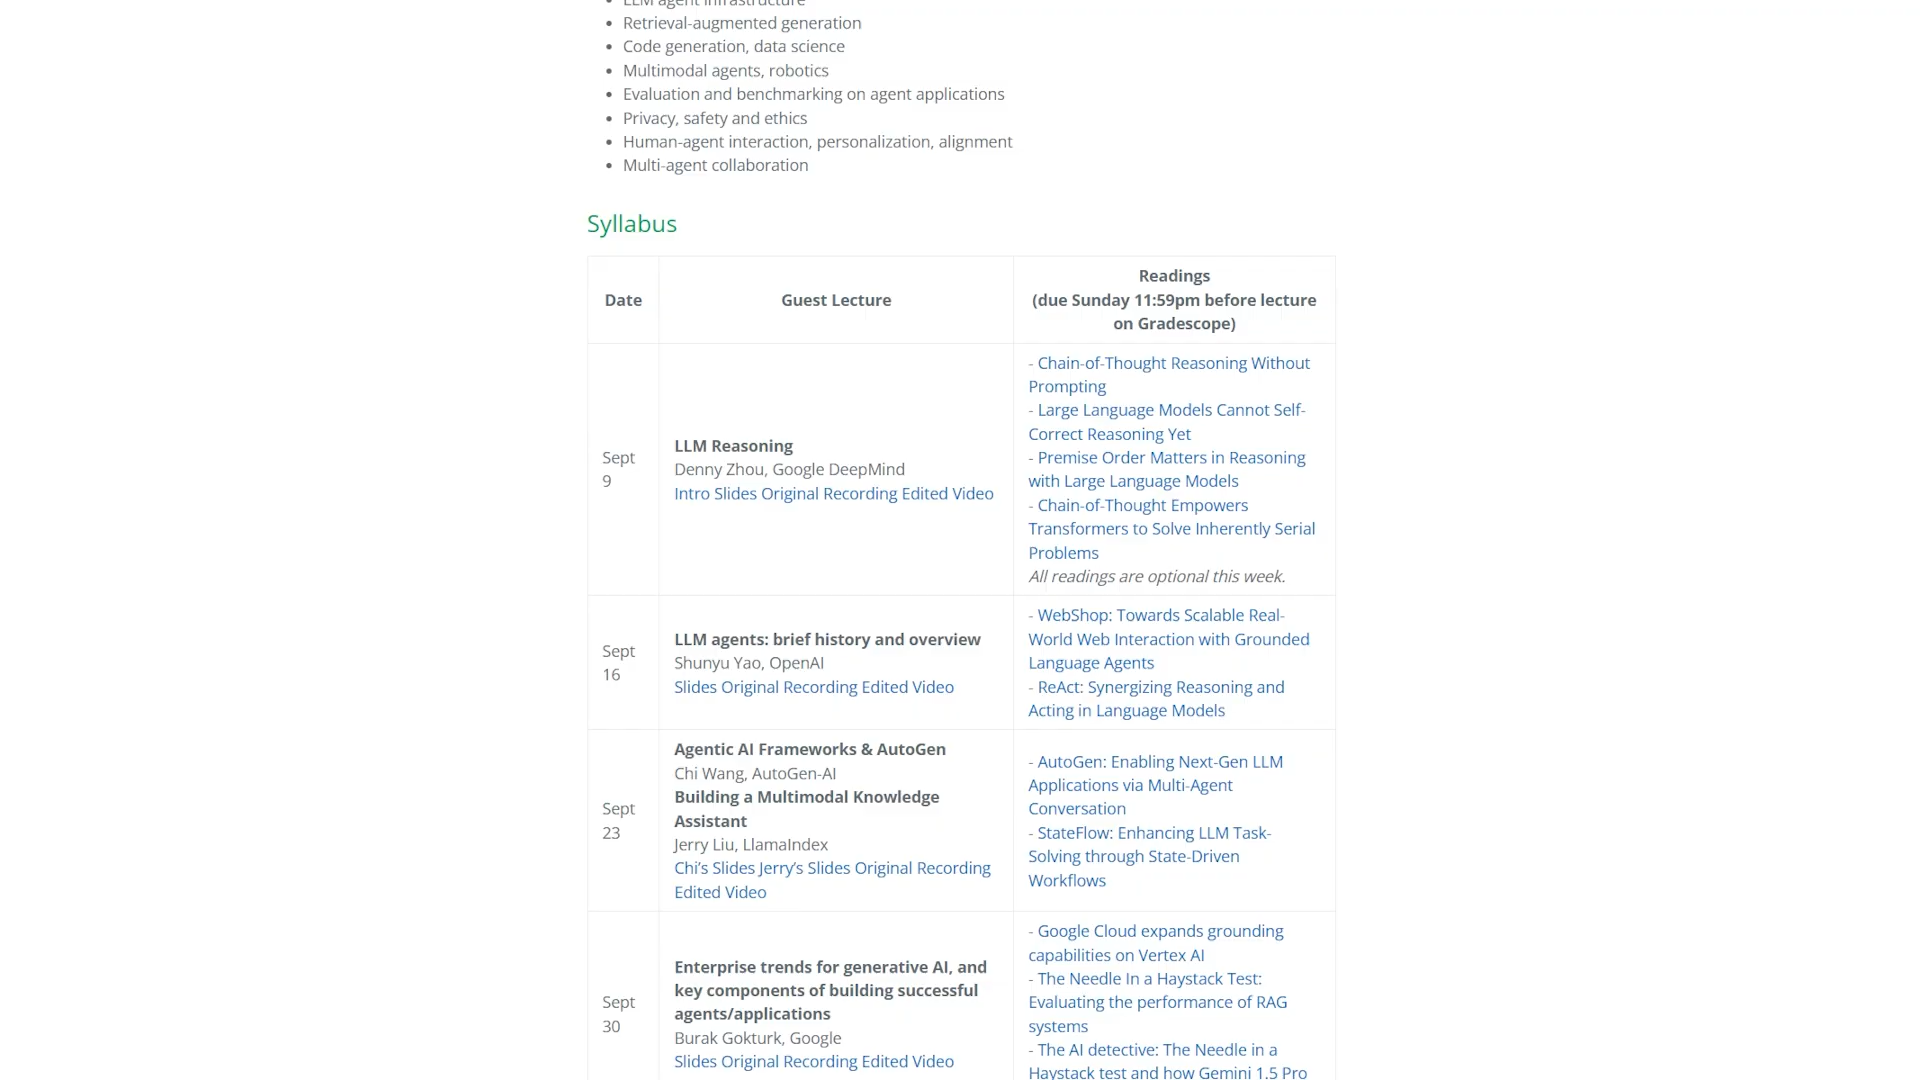 LLM agent infrastructure
Retrieval-augmented generation
Code generation, data science
Multimodal agents, robotics
Evaluation and benchmarking on agent applications
Privacy, safety and ethics
Human-agent interaction, personalization, alignment
Multi-agent collaboration
Syllabus
Date
Guest Lecture
Readings
(due Sunday 11:59pm before lecture
on Gradescope)
Sept
9
LLM Reasoning
Denny Zhou, Google DeepMind
Intro Slides Original Recording Edited Video
- Chain-of-Thought Reasoning Without
Prompting
- Large Language Models Cannot Self-
Correct Reasoning Yet
- Premise Order Matters in Reasoning
with Large Language Models
- Chain-of-Thought Empowers
Transformers to Solve Inherently Serial
Problems
All readings are optional this week.
Sept
16
LLM agents: brief history and overview
Shunyu Yao, OpenAI
Slides Original Recording Edited Video
- WebShop: Towards Scalable Real-
World Web Interaction with Grounded
Language Agents
- ReAct: Synergizing Reasoning and
Acting in Language Models
Sept
23
Agentic AI Frameworks & AutoGen
Chi Wang, AutoGen-AI
Building a Multimodal Knowledge
Assistant
Jerry Liu, LlamaIndex
Chi’s Slides Jerry’s Slides Original Recording
Edited Video
- AutoGen: Enabling Next-Gen LLM
Applications via Multi-Agent
Conversation
- StateFlow: Enhancing LLM Task-
Solving through State-Driven
Workflows
Sept
30
Enterprise trends for generative AI, and
key components of building successful
agents/applications
Burak Gokturk, Google
Slides Original Recording Edited Video
- Google Cloud expands grounding
capabilities on Vertex AI
- The Needle In a Haystack Test:
Evaluating the performance of RAG
systems
- The AI detective: The Needle in a
Haystack test and how Gemini 1.5 Pro